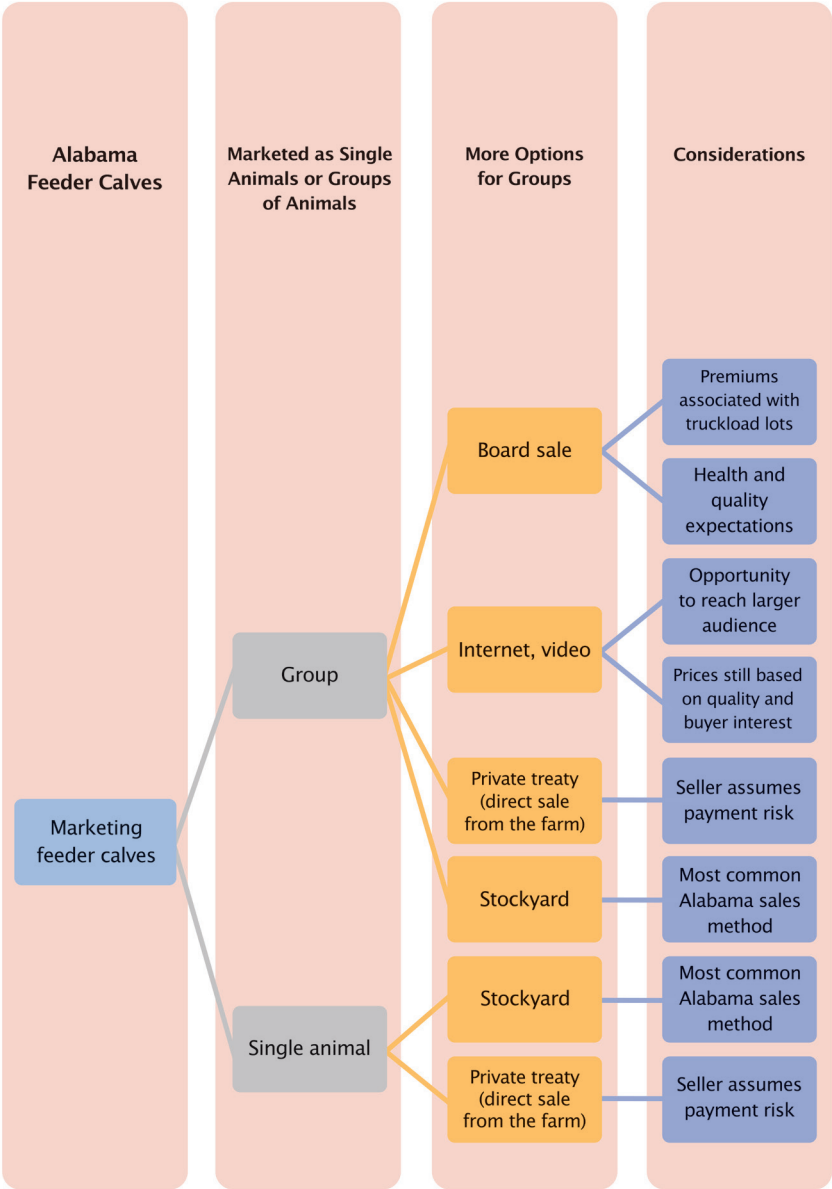 Alabama
Feeder Calves
Marketed as Single
Animals or Groups
of Animals
More Options
for Groups
Considerations
Marketing
feeder calves
Group
Single animal
Board sale
Internet, video
Private treaty
(direct sale
from the farm)
Stockyard
Stockyard
Private treaty
(direct sale
from the farm)
Premiums
associated with
truckload lots
Health and
quality
expectations
Opportunity
to reach larger
audience
Prices still based
on quality and
buyer interest
Seller assumes
payment risk
Most common
Alabama sales
method
Most common
Alabama sales
method
Seller assumes
payment risk